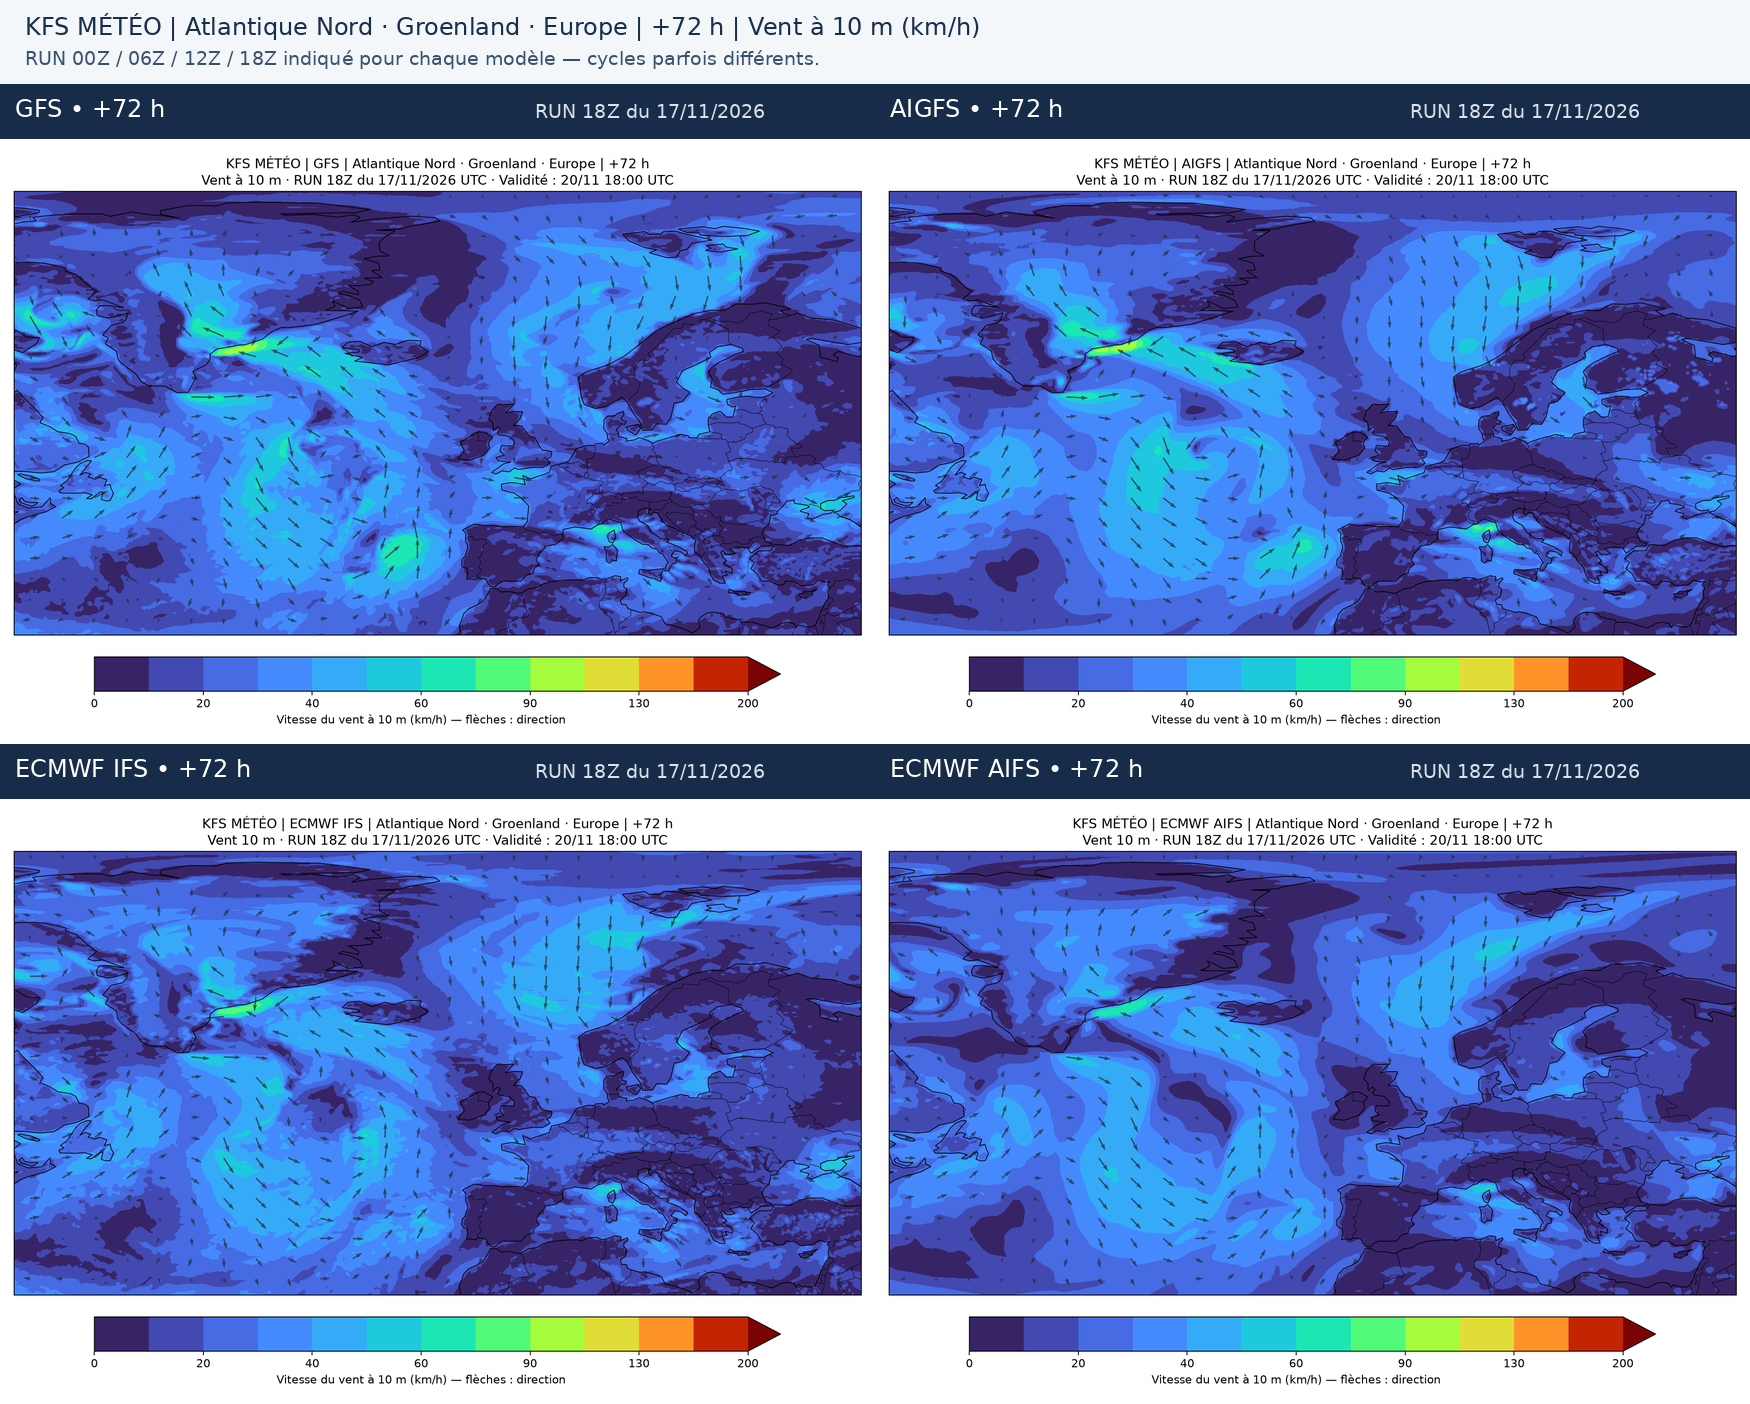 KFS MÉTÉO | Atlantique Nord · Groenland · Europe | +72 h | Vent à 10 m (km/h)
RUN 00Z / 06Z / 12Z / 18Z indiqué pour chaque modèle — cycles parfois différents.
GFS • +72 h
RUN 18Z du 17/11/2026
KFS MÉTÉO | GFS | Atlantique Nord · Groenland · Europe | +72 h
Vent à 10 m · RUN 18Z du 17/11/2026 UTC · Validité : 20/11 18:00 UTC
0 20 40 60 90 130 200
Vitesse du vent à 10 m (km/h) — flèches : direction
AIGFS • +72 h
RUN 18Z du 17/11/2026
KFS MÉTÉO | AIGFS | Atlantique Nord · Groenland · Europe | +72 h
Vent à 10 m · RUN 18Z du 17/11/2026 UTC · Validité : 20/11 18:00 UTC
0 20 40 60 90 130 200
Vitesse du vent à 10 m (km/h) — flèches : direction
ECMWF IFS • +72 h
RUN 18Z du 17/11/2026
KFS MÉTÉO | ECMWF IFS | Atlantique Nord · Groenland · Europe | +72 h
Vent 10 m · RUN 18Z du 17/11/2026 UTC · Validité : 20/11 18:00 UTC
0 20 40 60 90 130 200
Vitesse du vent à 10 m (km/h) — flèches : direction
ECMWF AIFS • +72 h
RUN 18Z du 17/11/2026
KFS MÉTÉO | ECMWF AIFS | Atlantique Nord · Groenland · Europe | +72 h
Vent 10 m · RUN 18Z du 17/11/2026 UTC · Validité : 20/11 18:00 UTC
0 20 40 60 90 130 200
Vitesse du vent à 10 m (km/h) — flèches : direction